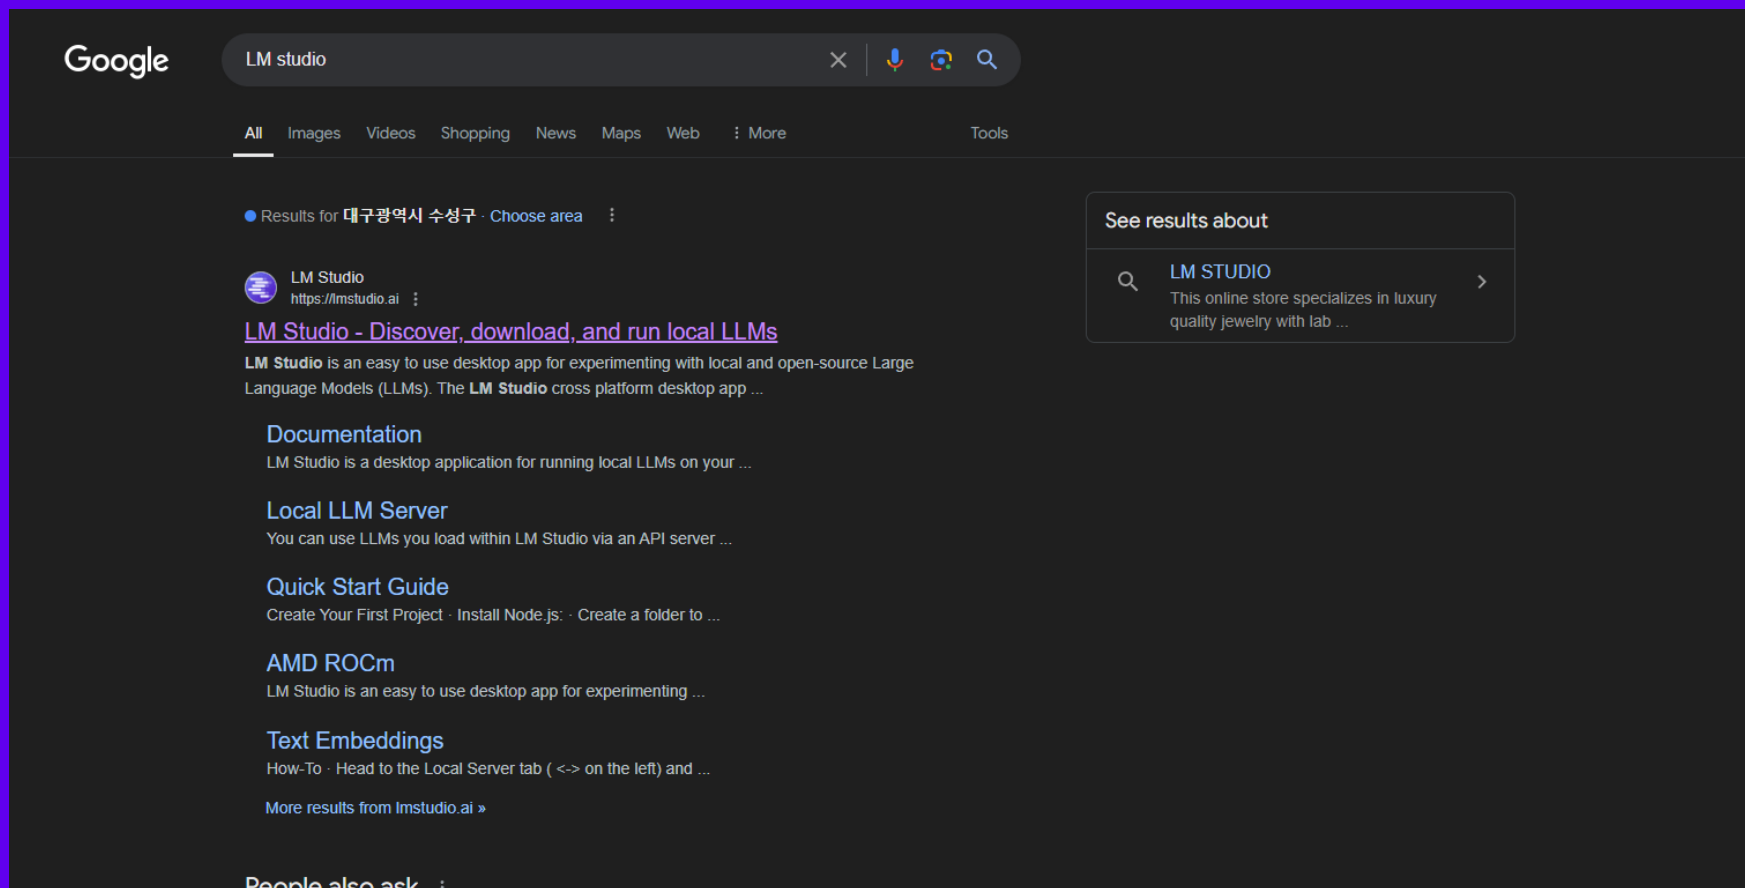 Google
LM studio
All Images Videos Shopping News Maps Web More Tools
Results for 대구광역시 수성구 · Choose area
LM Studio
https://lmstudio.ai
LM Studio - Discover, download, and run local LLMs
LM Studio is an easy to use desktop app for experimenting with local and open-source Large
Language Models (LLMs). The LM Studio cross platform desktop app ...
Documentation
LM Studio is a desktop application for running local LLMs on your ...
Local LLM Server
You can use LLMs you load within LM Studio via an API server ...
Quick Start Guide
Create Your First Project · Install Node.js: · Create a folder to ...
AMD ROCm
LM Studio is an easy to use desktop app for experimenting ...
Text Embeddings
How-To · Head to the Local Server tab ( <-> on the left) and ...
More results from lmstudio.ai »
People also ask
See results about
LM STUDIO
This online store specializes in luxury
quality jewelry with lab ...